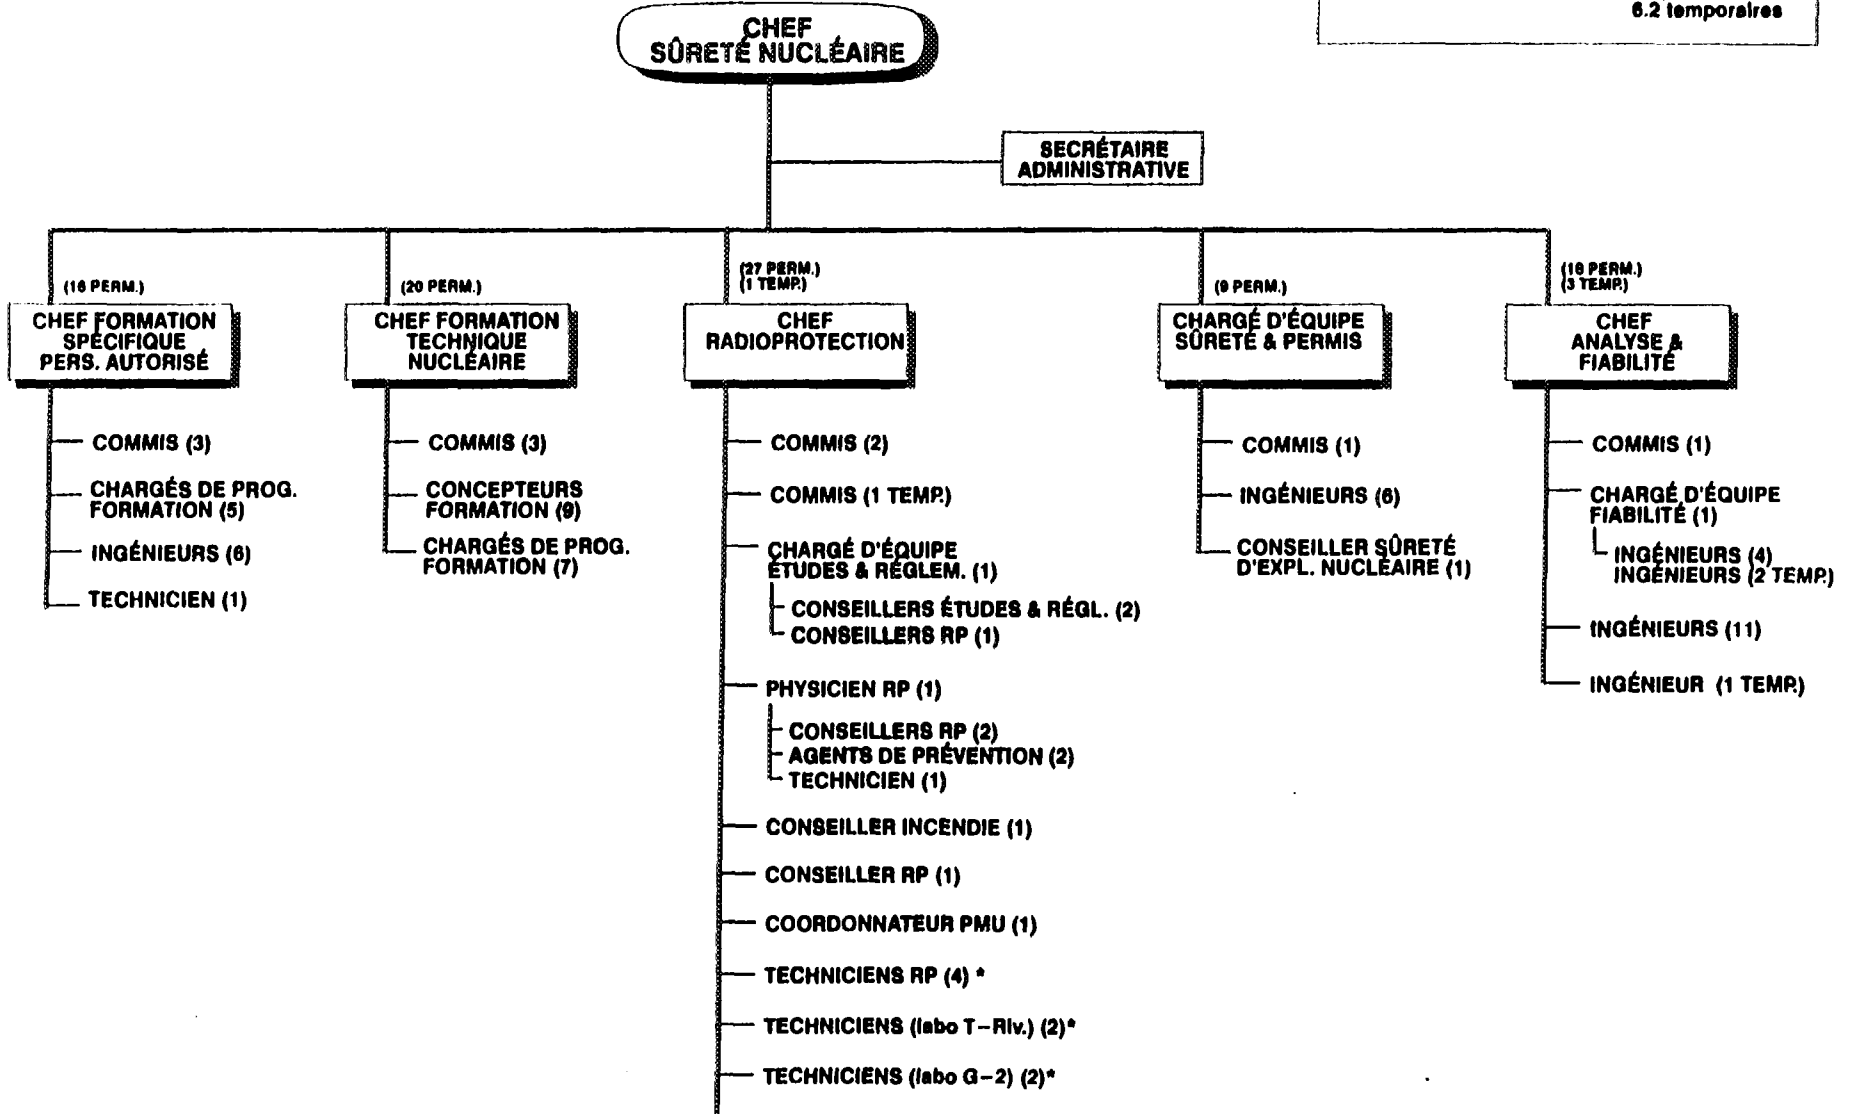 6.2 temporaires
CHEF
SÛRETÉ NUCLÉAIRE
SECRÉTAIRE
ADMINISTRATIVE
(16 PERM.)
CHEF FORMATION
SPÉCIFIQUE
PERS. AUTORISÉ
COMMIS (3)
CHARGÉS DE PROG.
FORMATION (5)
INGÉNIEURS (6)
TECHNICIEN (1)
(20 PERM.)
CHEF FORMATION
TECHNIQUE
NUCLÉAIRE
COMMIS (3)
CONCEPTEURS
FORMATION (9)
CHARGÉS DE PROG.
FORMATION (7)
(27 PERM.)
(1 TEMP.)
CHEF
RADIOPROTECTION
COMMIS (2)
COMMIS (1 TEMP.)
CHARGÉ D'ÉQUIPE
ÉTUDES & RÉGLEM. (1)
CONSEILLERS ÉTUDES & RÉGL. (2)
CONSEILLERS RP (1)
PHYSICIEN RP (1)
CONSEILLERS RP (2)
AGENTS DE PRÉVENTION (2)
TECHNICIEN (1)
CONSEILLER INCENDIE (1)
CONSEILLER RP (1)
COORDONNATEUR PMU (1)
TECHNICIENS RP (4) *
TECHNICIENS (labo T-Riv.) (2)*
TECHNICIENS (labo G-2) (2)*
(9 PERM.)
CHARGÉ D'ÉQUIPE
SÛRETÉ & PERMIS
COMMIS (1)
INGÉNIEURS (6)
CONSEILLER SÛRETÉ
D'EXPL. NUCLÉAIRE (1)
(18 PERM.)
(3 TEMP.)
CHEF
ANALYSE &
FIABILITÉ
COMMIS (1)
CHARGÉ D'ÉQUIPE
FIABILITÉ (1)
INGÉNIEURS (4)
INGÉNIEURS (2 TEMP.)
INGÉNIEURS (11)
INGÉNIEUR (1 TEMP.)